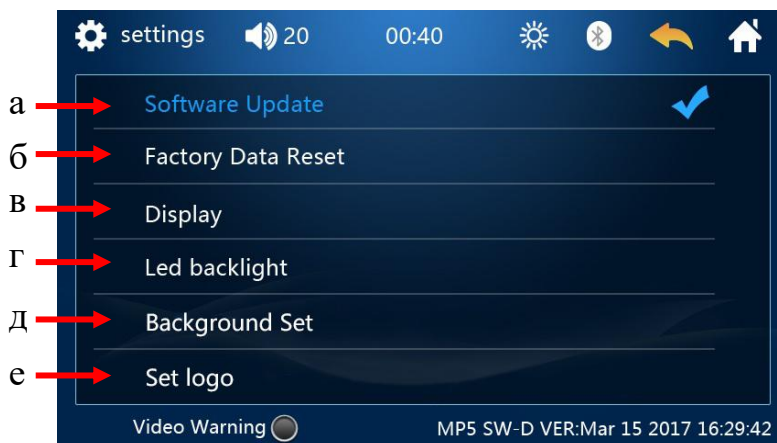 settings 20 00:40
а Software Update
б Factory Data Reset
в Display
г Led backlight
д Background Set
е Set logo
Video Warning MP5 SW-D VER:Mar 15 2017 16:29:42